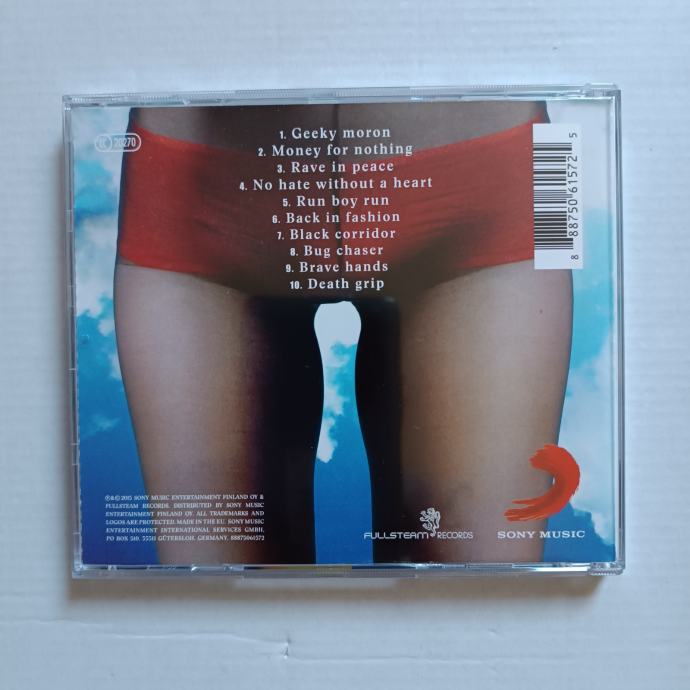 LC 20270
1. Geeky moron
2. Money for nothing
3. Rave in peace
4. No hate without a heart
5. Run boy run
6. Back in fashion
7. Black corridor
8. Bug chaser
9. Brave hands
10. Death grip
8 88750 61572 5
℗&© 2015 SONY MUSIC ENTERTAINMENT FINLAND OY &
FULLSTEAM RECORDS. DISTRIBUTED BY SONY MUSIC
ENTERTAINMENT FINLAND OY. ALL TRADEMARKS AND
LOGOS ARE PROTECTED. MADE IN THE EU. SONY MUSIC
ENTERTAINMENT INTERNATIONAL SERVICES GMBH,
PO BOX 510, 33311 GÜTERSLOH, GERMANY. 88875061572
FULLSTEAM RECORDS
SONY MUSIC